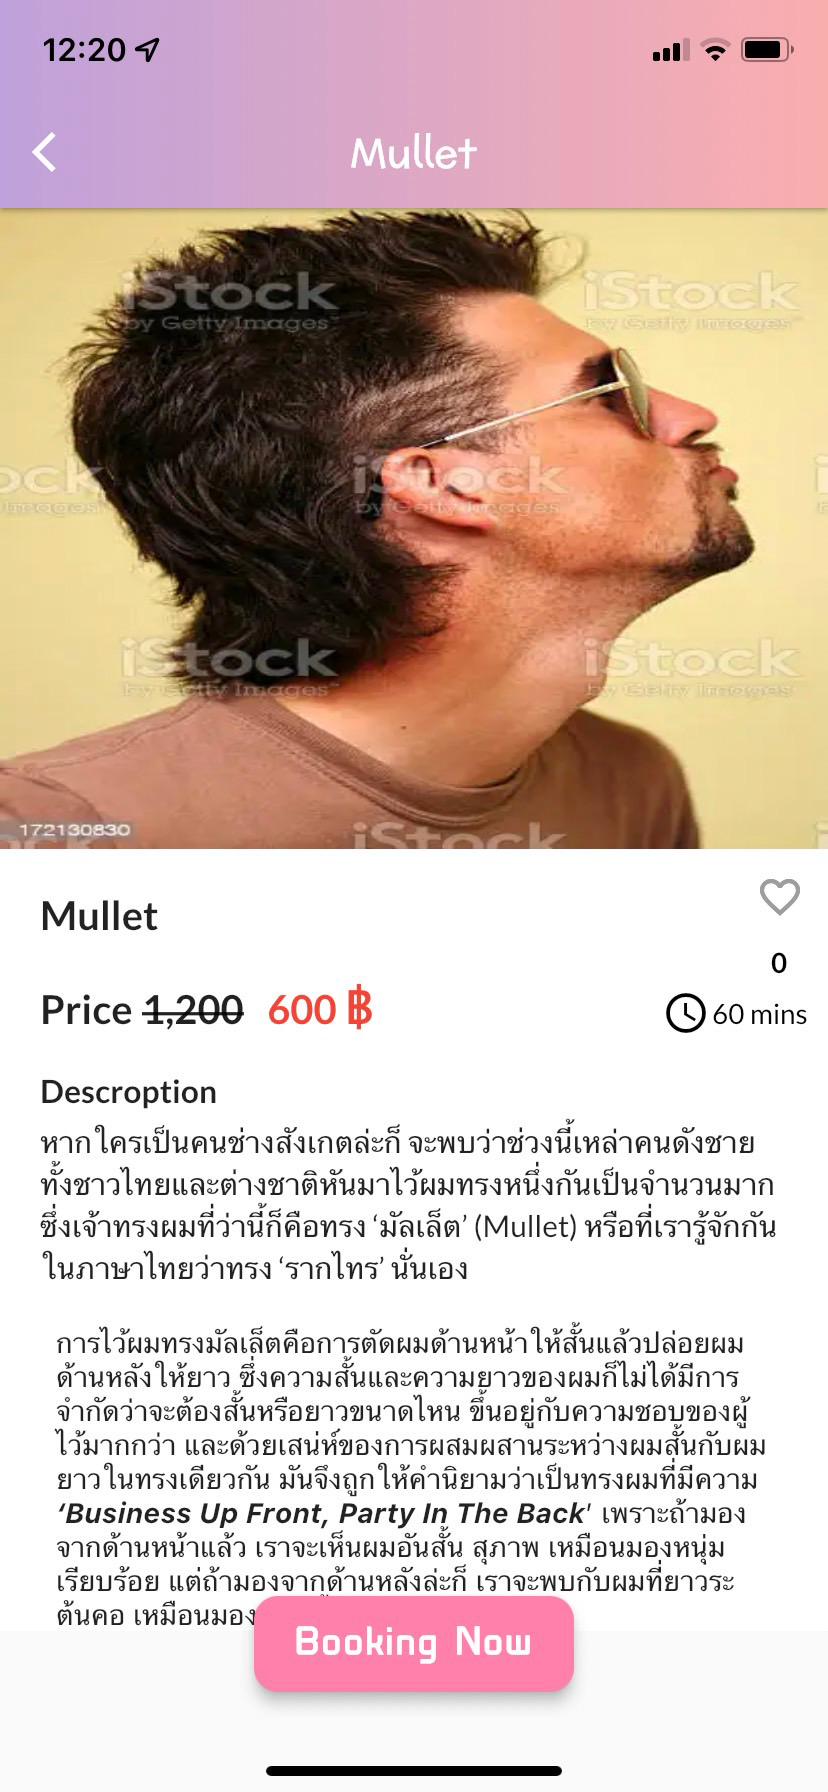 12:20
Mullet
iStock
by Getty Images
iStock
by Getty Images
ock
Images
iStock
by Getty Images
iStock
by Getty Images
iStock
by Getty Images
172130830
iStock
Mullet
0
Price 1,200 600 ฿
60 mins
Descroption
หากใครเป็นคนช่างสังเกตล่ะก็ จะพบว่าช่วงนี้เหล่าคนดังชาย
ทั้งชาวไทยและต่างชาติหันมาไว้ผมทรงหนึ่งกันเป็นจำนวนมาก
ซึ่งเจ้าทรงผมที่ว่านี้ก็คือทรง ‘มัลเล็ต’ (Mullet) หรือที่เรารู้จักกัน
ในภาษาไทยว่าทรง ‘รากไทร’ นั่นเอง
การไว้ผมทรงมัลเล็ตคือการตัดผมด้านหน้าให้สั้นแล้วปล่อยผม
ด้านหลังให้ยาว ซึ่งความสั้นและความยาวของผมก็ไม่ได้มีการ
จำกัดว่าจะต้องสั้นหรือยาวขนาดไหน ขึ้นอยู่กับความชอบของผู้
ไว้มากกว่า และด้วยเสน่ห์ของการผสมผสานระหว่างผมสั้นกับผม
ยาวในทรงเดียวกัน มันจึงถูกให้คำนิยามว่าเป็นทรงผมที่มีความ
‘Business Up Front, Party In The Back' เพราะถ้ามอง
จากด้านหน้าแล้ว เราจะเห็นผมอันสั้น สุภาพ เหมือนมองหนุ่ม
เรียบร้อย แต่ถ้ามองจากด้านหลังล่ะก็ เราจะพบกับผมที่ยาวระ
ต้นคอ เหมือนมอง
Booking Now